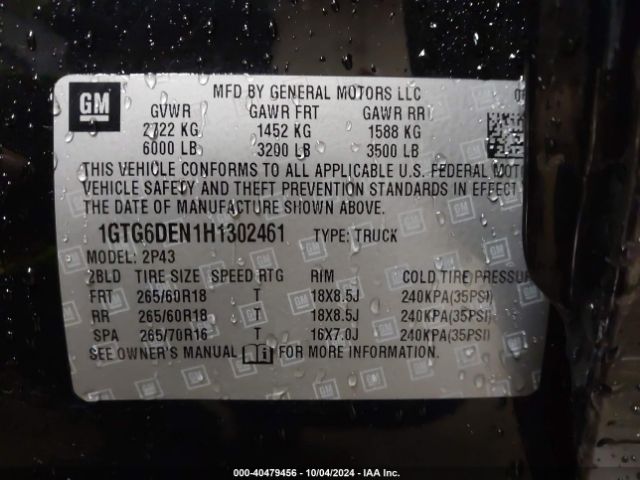 GM
MFD BY GENERAL MOTORS LLC
GVWR GAWR FRT GAWR RR
2722 KG 1452 KG 1588 KG
6000 LB 3200 LB 3500 LB
THIS VEHICLE CONFORMS TO ALL APPLICABLE U.S. FEDERAL
VEHICLE SAFETY AND THEFT PREVENTION STANDARDS IN EFFECT
THE DATE OF MANUFACTURE SHOWN ABOVE.
1GTG6DEN1H1302461 TYPE: TRUCK
MODEL: 2P43
2BLD TIRE SIZE SPEED RTG RIM COLD TIRE PRESSUR
FRT 265/60R18 T 18X8.5J 240KPA(35PSI)
RR 265/60R18 T 18X8.5J 240KPA(35PSI)
SPA 265/70R16 T 16X7.0J 240KPA(35PSI)
SEE OWNER'S MANUAL FOR MORE INFORMATION.
000-40479456 - 10/04/2024 - IAA Inc.